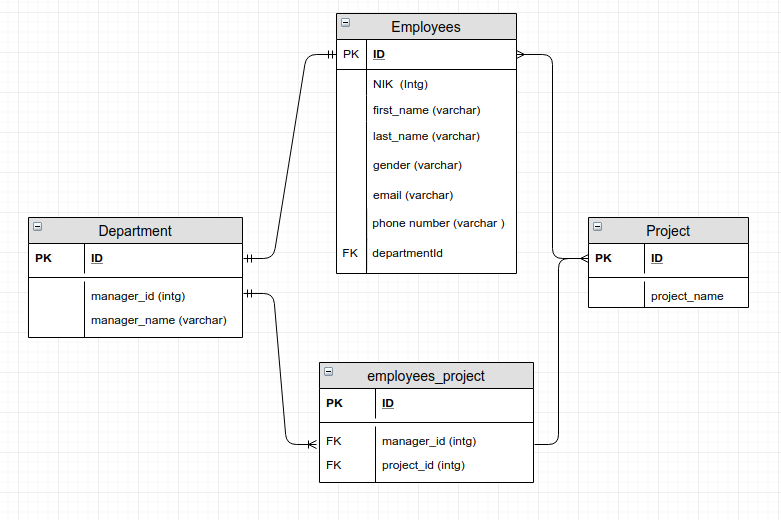 Employees
PK ID
NIK (Intg)
first_name (varchar)
last_name (varchar)
gender (varchar)
email (varchar)
phone number (varchar )
FK departmentId
Department
PK ID
manager_id (intg)
manager_name (varchar)
Project
PK ID
project_name
employees_project
PK ID
FK manager_id (intg)
FK project_id (intg)